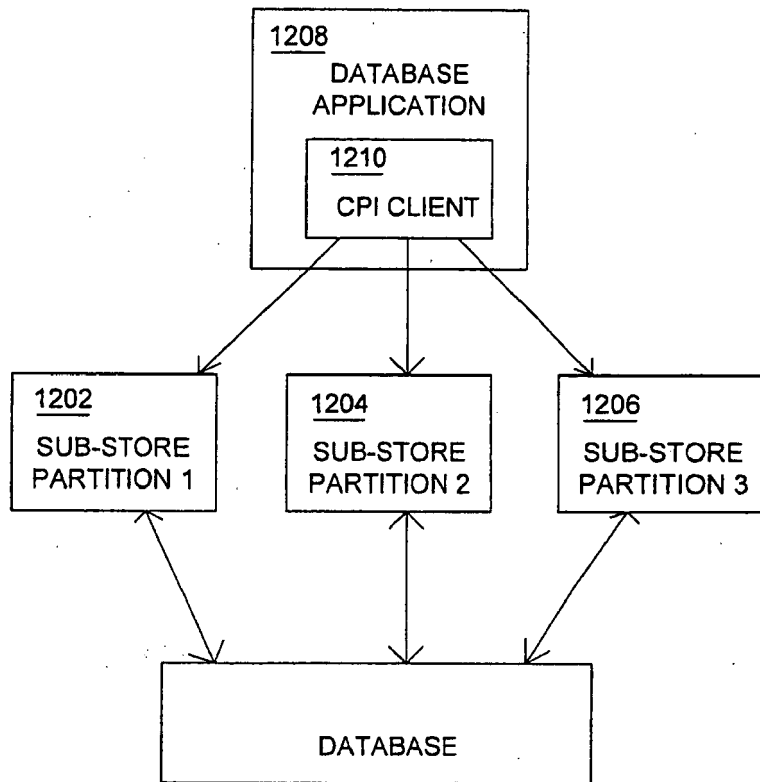 1208
DATABASE
APPLICATION
1210
CPI CLIENT
1202
SUB-STORE
PARTITION 1
1204
SUB-STORE
PARTITION 2
1206
SUB-STORE
PARTITION 3
DATABASE